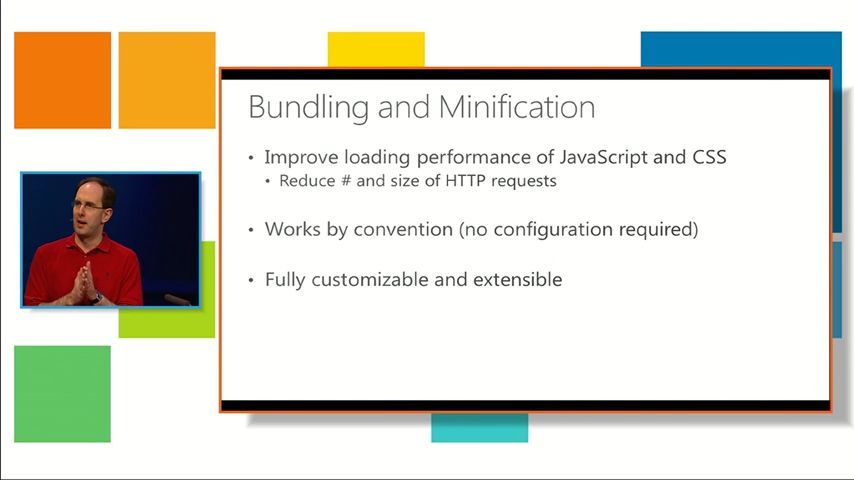 Bundling and Minification
• Improve loading performance of JavaScript and CSS
• Reduce # and size of HTTP requests
• Works by convention (no configuration required)
• Fully customizable and extensible